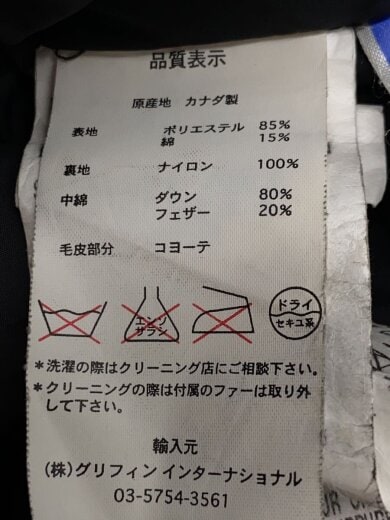 品質表示
原産地 カナダ製
表地 ポリエステル 85%
綿 15%
裏地 ナイロン 100%
中綿 ダウン 80%
フェザー 20%
毛皮部分 コヨーテ
エンソ
サラシ
ドライ
セキユ系
*洗濯の際はクリーニング店にご相談下さい。
*クリーニングの際は付属のファーは取り外
して下さい。
輸入元
(株)グリフィン インターナショナル
03-5754-3561